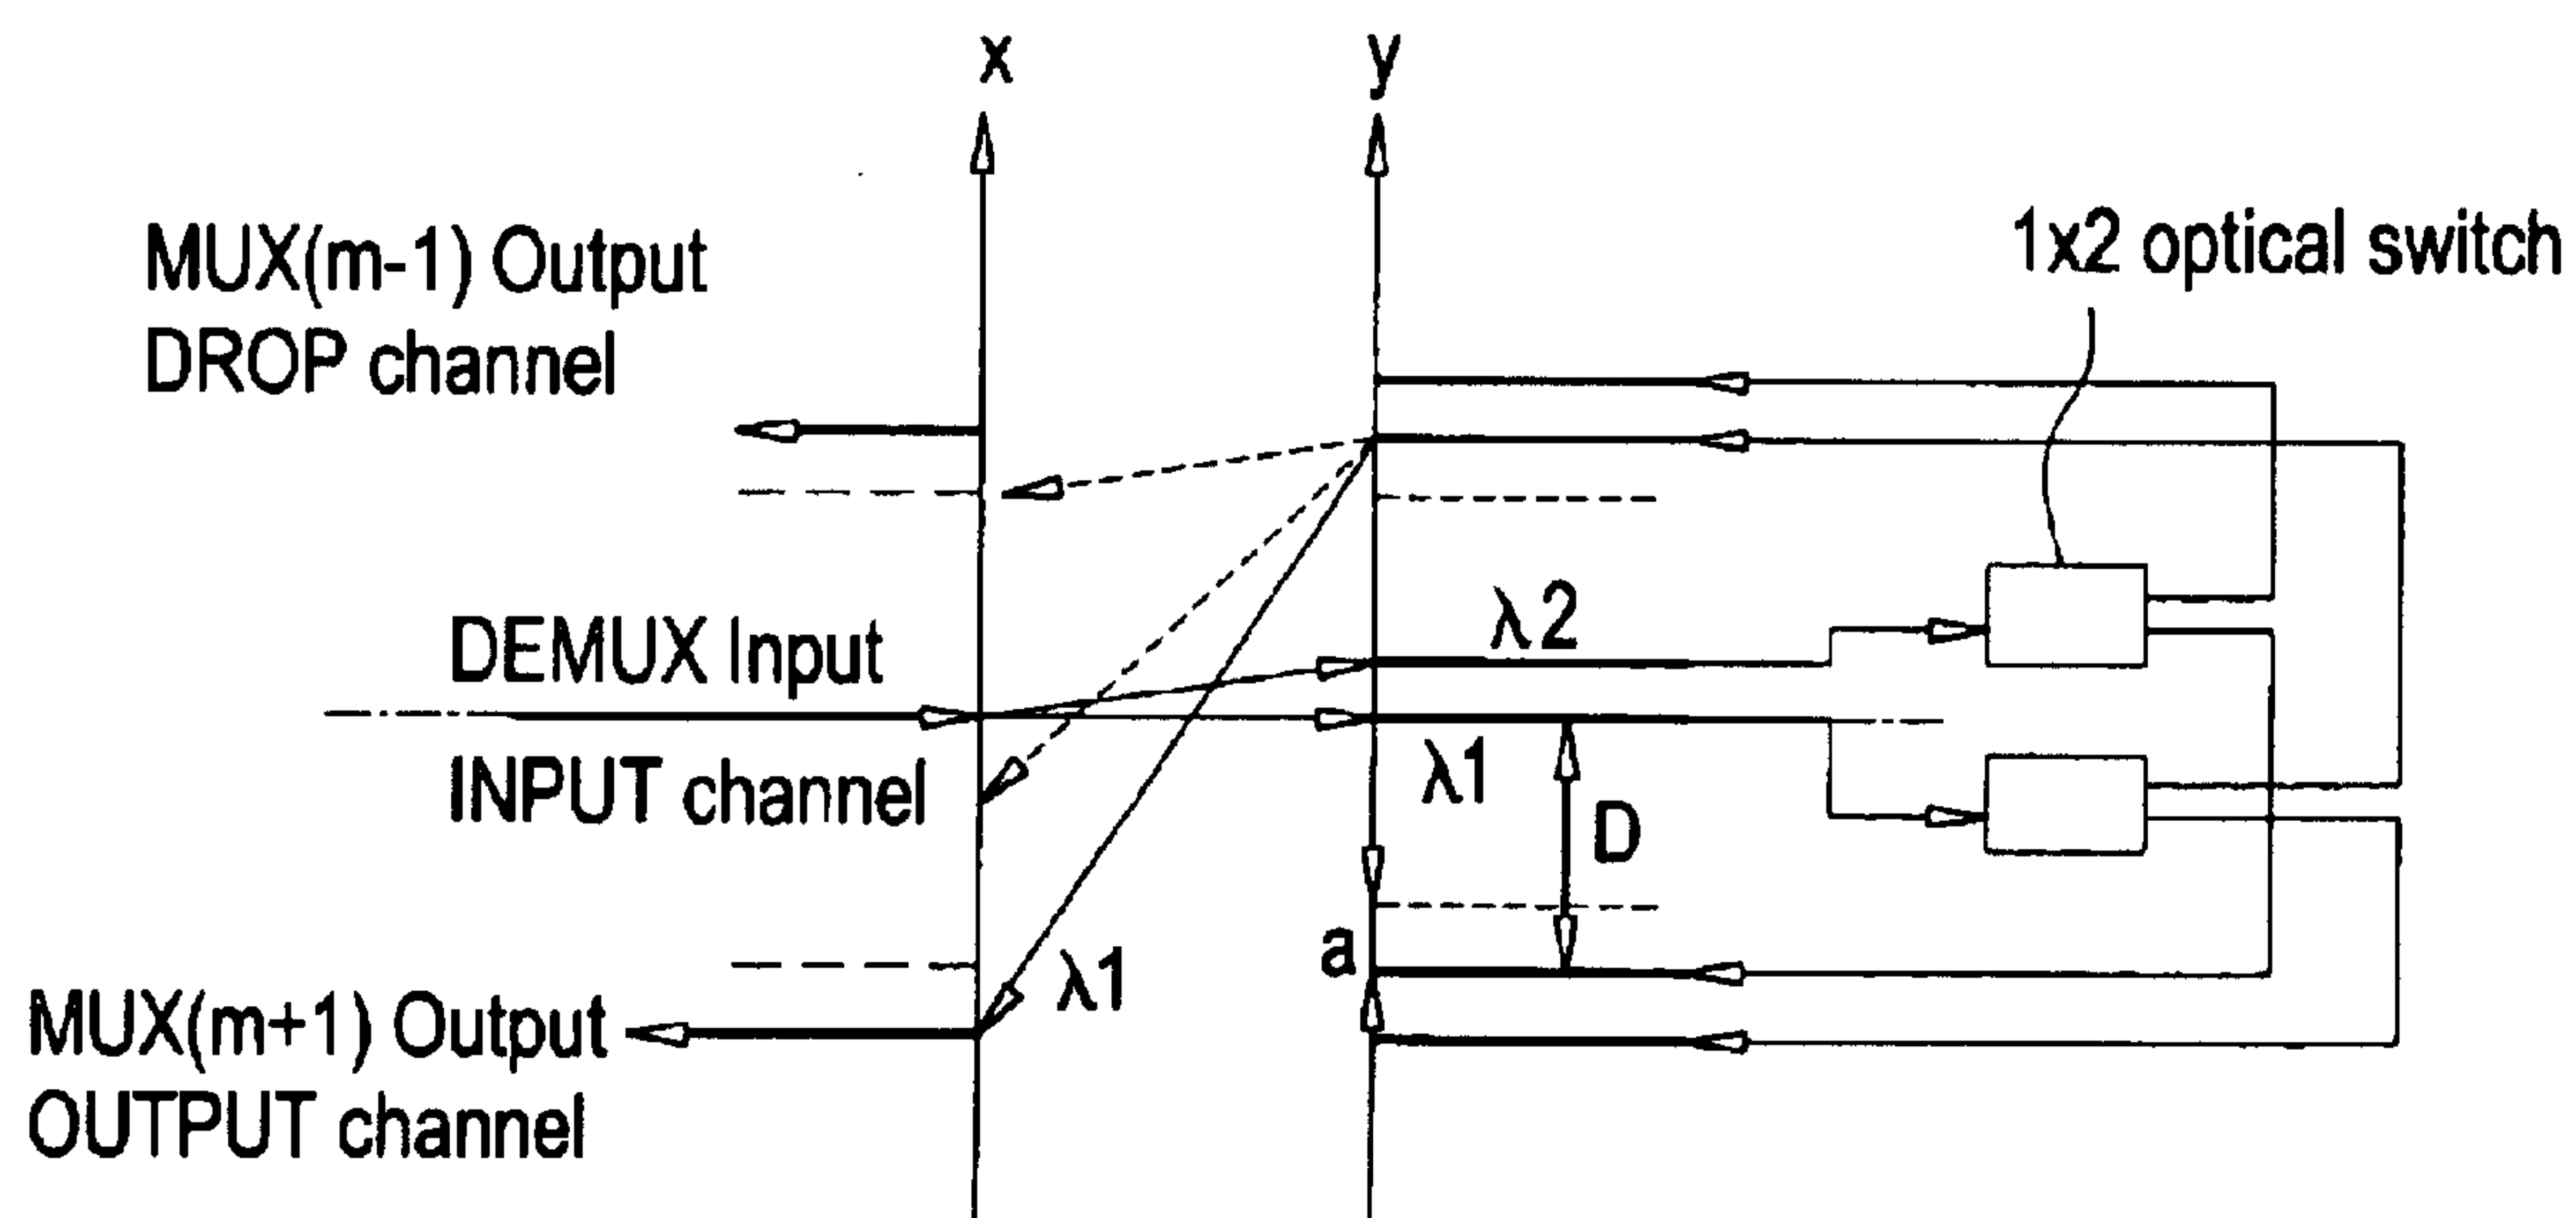 x
y
MUX(m-1) Output
DROP channel
1x2 optical switch
DEMUX Input
INPUT channel
λ2
λ1
D
a
λ1
MUX(m+1) Output
OUTPUT channel